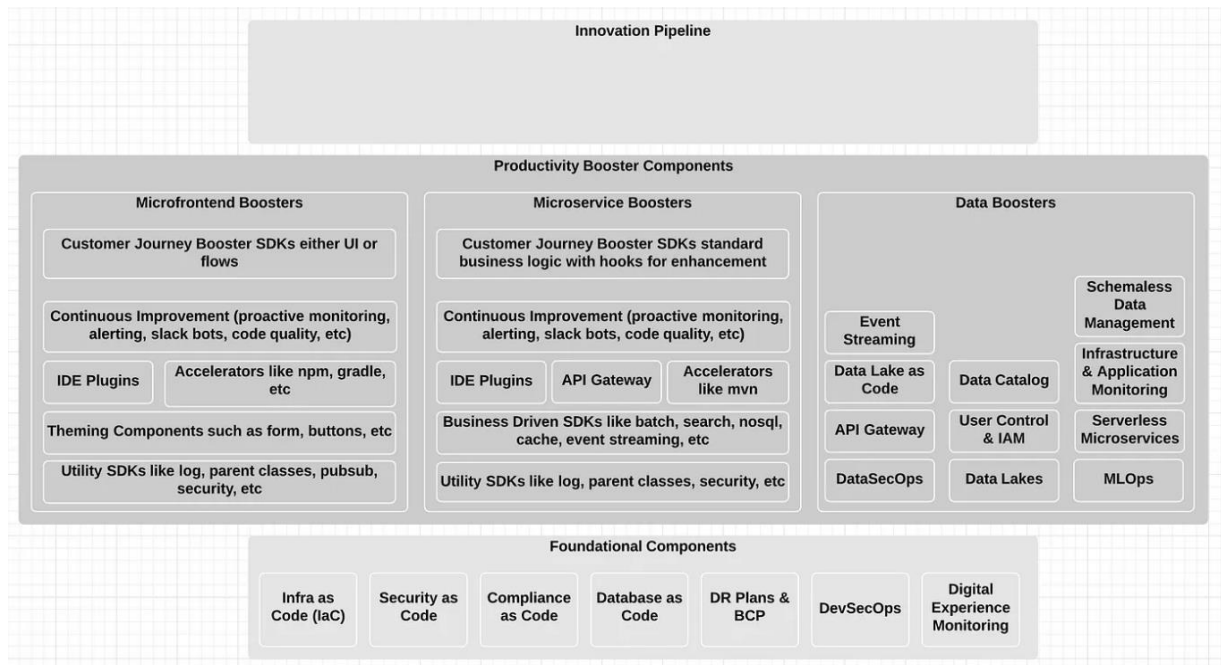 Innovation Pipeline
Productivity Booster Components
Microfrontend Boosters
Customer Journey Booster SDKs either UI or
flows
Continuous Improvement (proactive monitoring,
alerting, slack bots, code quality, etc)
IDE Plugins
Accelerators like npm, gradle,
etc
Theming Components such as form, buttons, etc
Utility SDKs like log, parent classes, pubsub,
security, etc
Microservice Boosters
Customer Journey Booster SDKs standard
business logic with hooks for enhancement
Continuous Improvement (proactive monitoring,
alerting, slack bots, code quality, etc)
IDE Plugins
API Gateway
Accelerators
like mvn
Business Driven SDKs like batch, search, nosql,
cache, event streaming, etc
Utility SDKs like log, parent classes, security, etc
Data Boosters
Event
Streaming
Data Lake as
Code
API Gateway
DataSecOps
Data Catalog
User Control
& IAM
Data Lakes
Schemaless
Data
Management
Infrastructure
& Application
Monitoring
Serverless
Microservices
MLOps
Foundational Components
Infra as
Code (IaC)
Security as
Code
Compliance
as Code
Database as
Code
DR Plans &
BCP
DevSecOps
Digital
Experience
Monitoring